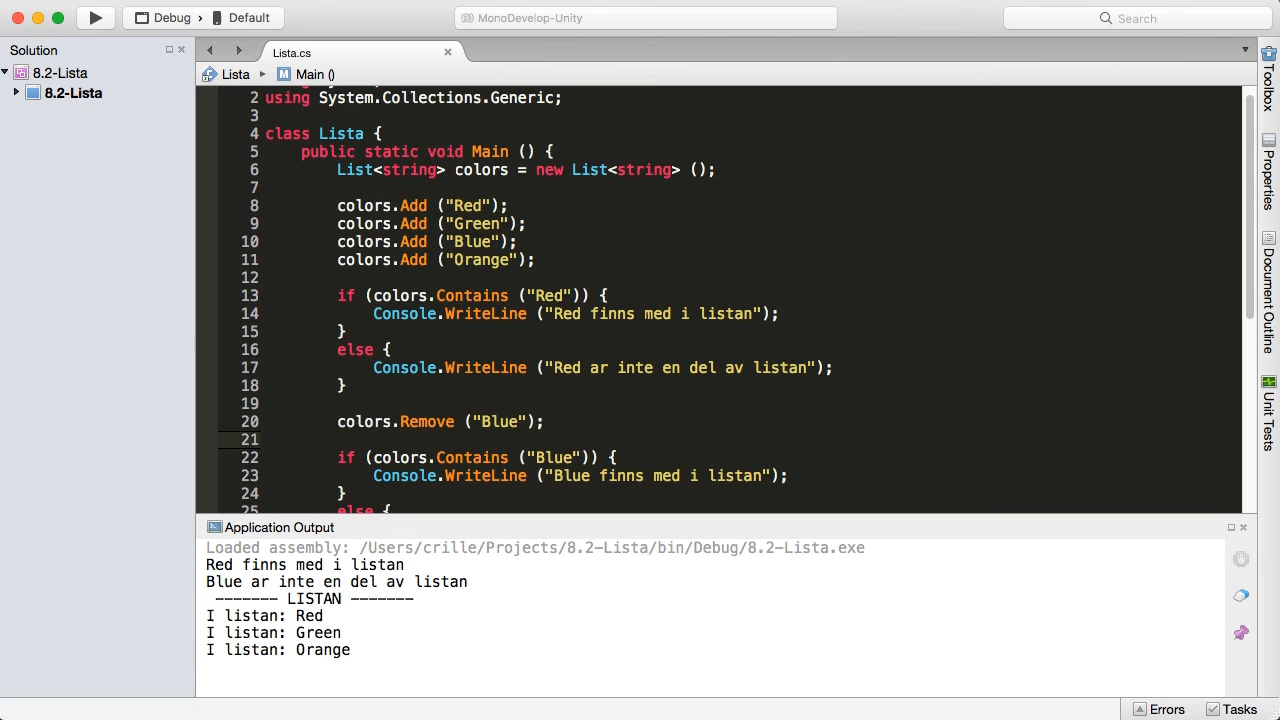 Debug
Default
MonoDevelop-Unity
Search
Solution
8.2-Lista
8.2-Lista
Lista.cs
Lista
M
Main ()
2 using System.Collections.Generic;
3
4 class Lista {
5 public static void Main () {
6 List<string> colors = new List<string> ();
7
8 colors.Add ("Red");
9 colors.Add ("Green");
10 colors.Add ("Blue");
11 colors.Add ("Orange");
12
13 if (colors.Contains ("Red")) {
14 Console.WriteLine ("Red finns med i listan");
15 }
16 else {
17 Console.WriteLine ("Red ar inte en del av listan");
18 }
19
20 colors.Remove ("Blue");
21
22 if (colors.Contains ("Blue")) {
23 Console.WriteLine ("Blue finns med i listan");
24 }
25 else {
Application Output
Loaded assembly: /Users/crille/Projects/8.2-Lista/bin/Debug/8.2-Lista.exe
Red finns med i listan
Blue ar inte en del av listan
------- LISTAN -------
I listan: Red
I listan: Green
I listan: Orange
Toolbox
Properties
Document Outline
Unit Tests
Errors
Tasks